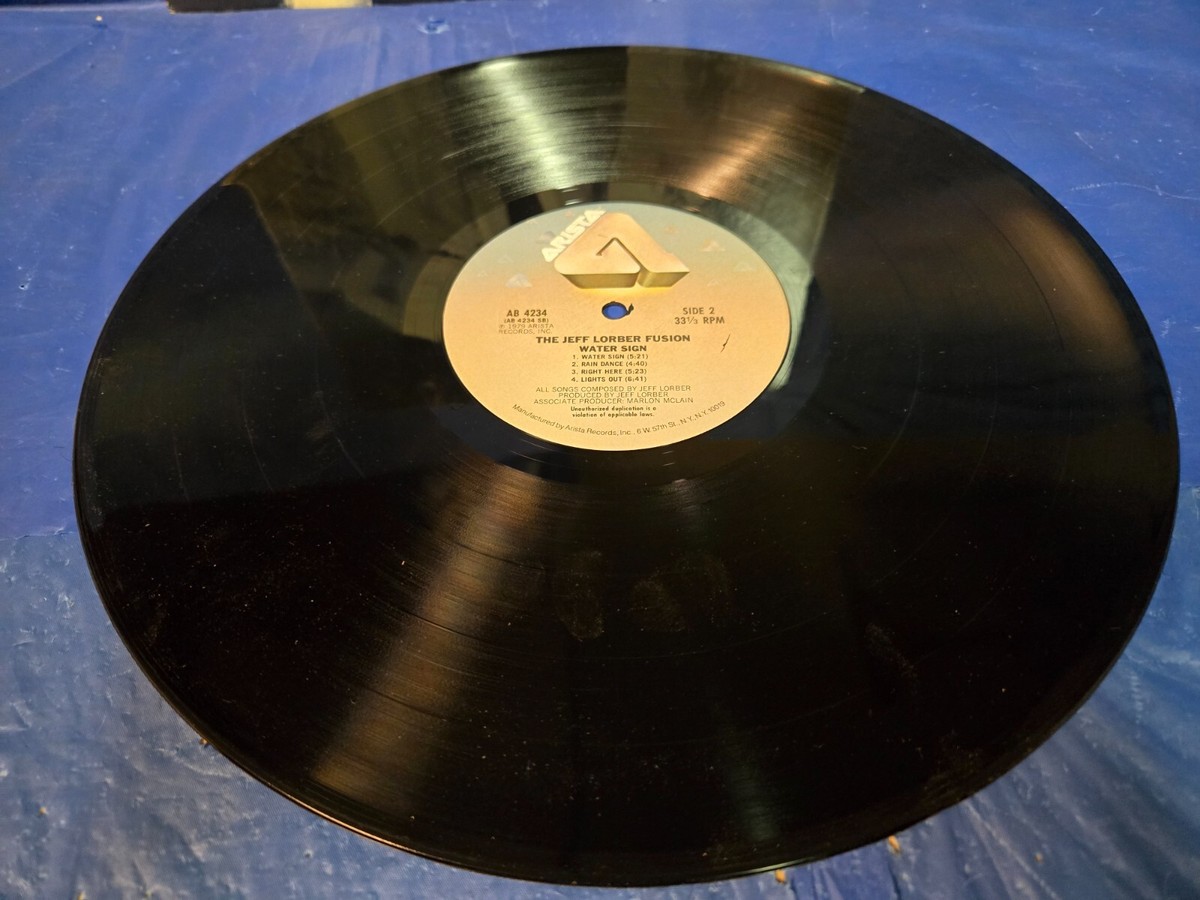 ARISTA
AB 4234
(AB 4234 SB)
℗ 1979 ARISTA
RECORDS, INC.
SIDE 2
33⅓ RPM
THE JEFF LORBER FUSION
WATER SIGN
1. WATER SIGN (5:21)
2. RAIN DANCE (4:40)
3. RIGHT HERE (5:23)
4. LIGHTS OUT (6:41)
ALL SONGS COMPOSED BY JEFF LORBER
PRODUCED BY JEFF LORBER
ASSOCIATE PRODUCER: MARLON MCLAIN
Unauthorized duplication is a
violation of applicable laws.
Manufactured by Arista Records, Inc. 6 W. 57th St., N.Y., N.Y. 10019